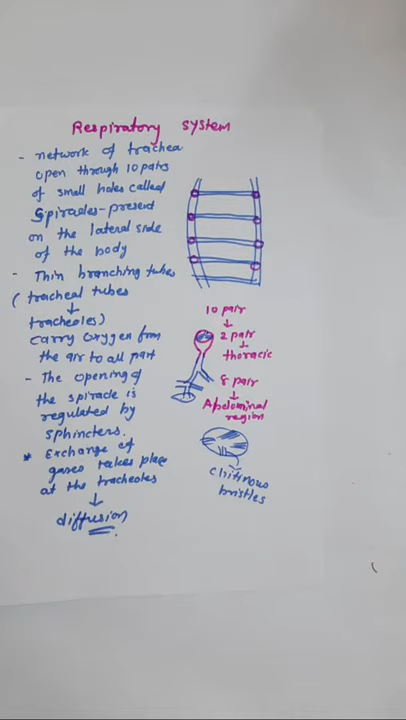 Respiratory system
- network of trachea
open through 10 pairs
of small holes called
Spiracles - present
on the lateral side
of the body
- Thin branching tubes
(tracheal tubes
↓
tracheoles)
carry oxygen from
the air to all part
- The opening of
the spiracle is
regulated by
sphincters.
* Exchange of
gases takes place
at the tracheoles
↓
diffusion
10 pair
↓
2 pair
↓
thoracic
8 pair
↓
Abdominal
region
chitinous
bristles